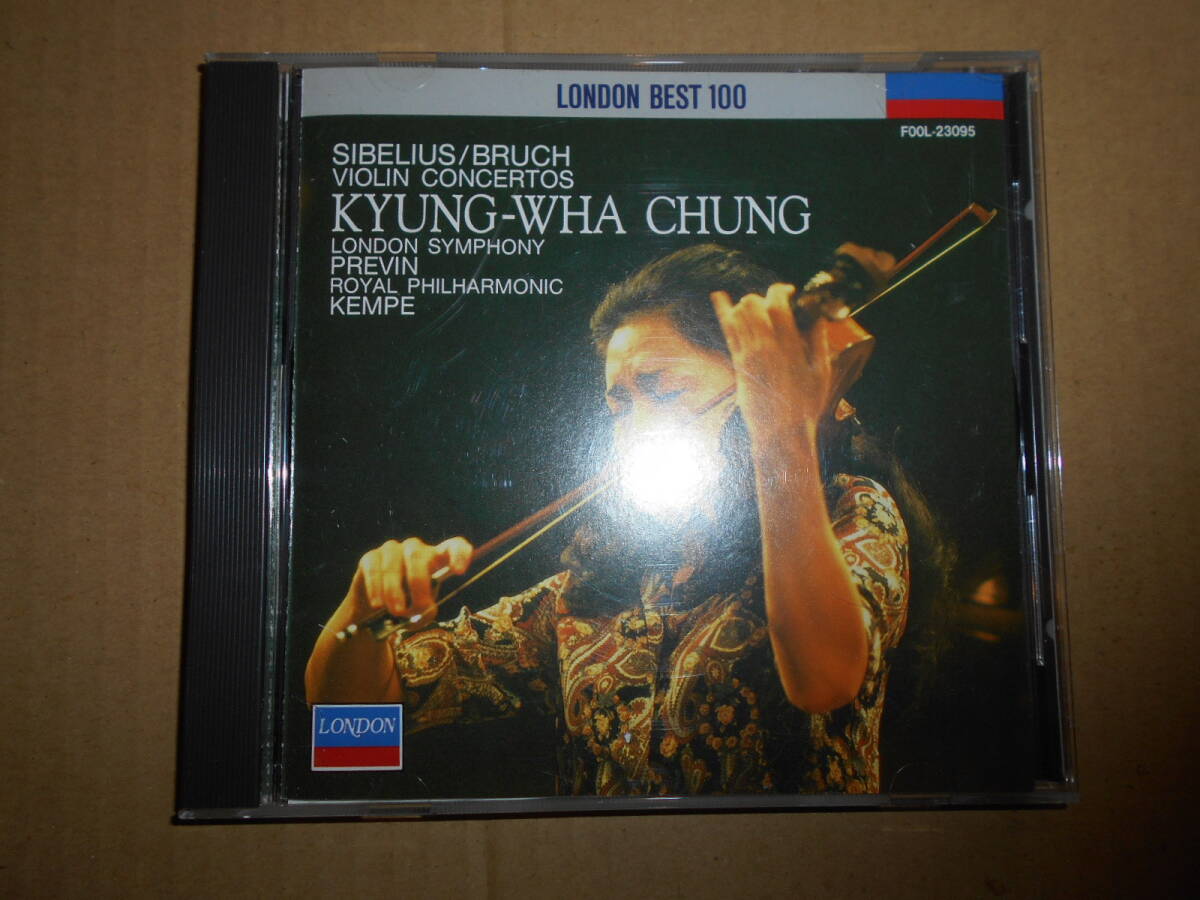 LONDON BEST 100
F00L-23095
SIBELIUS/BRUCH
VIOLIN CONCERTOS
KYUNG-WHA CHUNG
LONDON SYMPHONY
PREVIN
ROYAL PHILHARMONIC
KEMPE
LONDON